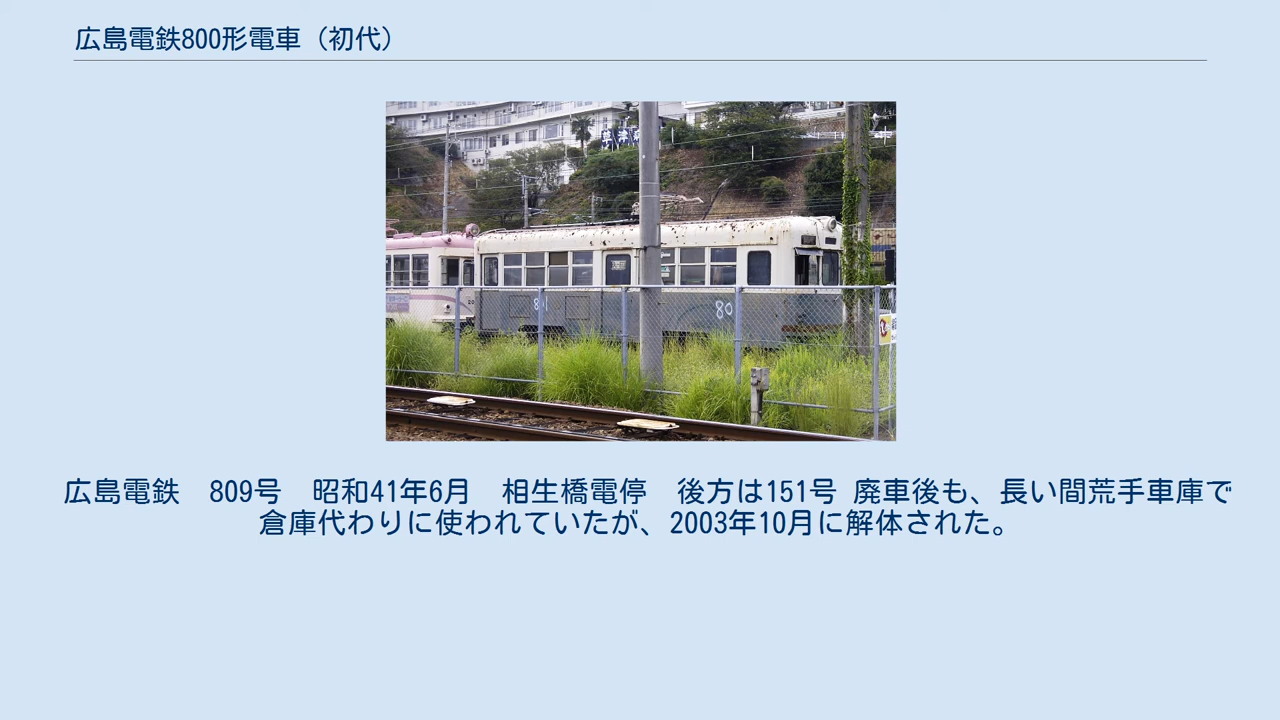 広島電鉄800形電車（初代）
80
広島電鉄　809号　昭和41年6月　相生橋電停　後方は151号 廃車後も、長い間荒手車庫で
倉庫代わりに使われていたが、2003年10月に解体された。